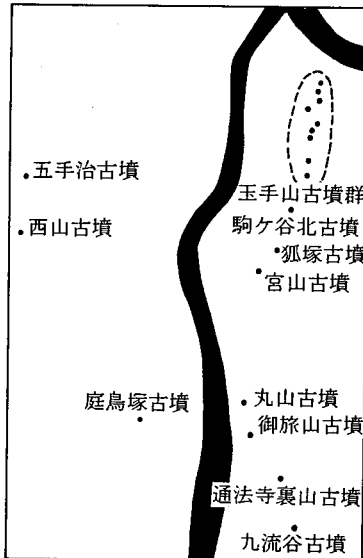 五手治古墳
西山古墳
玉手山古墳群
駒ケ谷北古墳
狐塚古墳
宮山古墳
庭鳥塚古墳
丸山古墳
御旅山古墳
通法寺裏山古墳
九流谷古墳